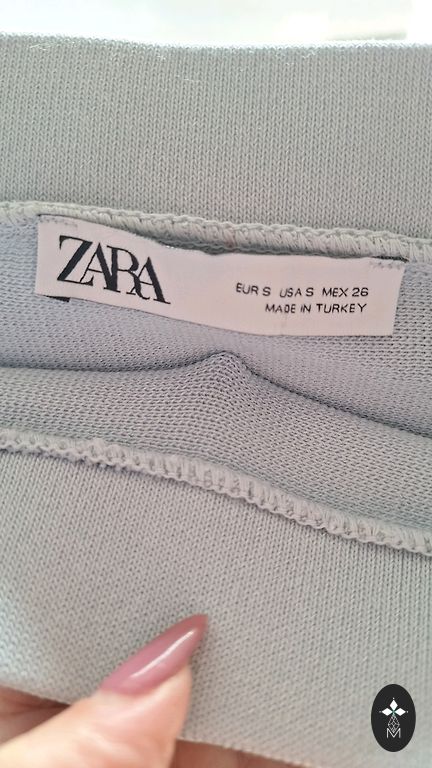 ZARA
EUR S USA S MEX 26
MADE IN TURKEY
M